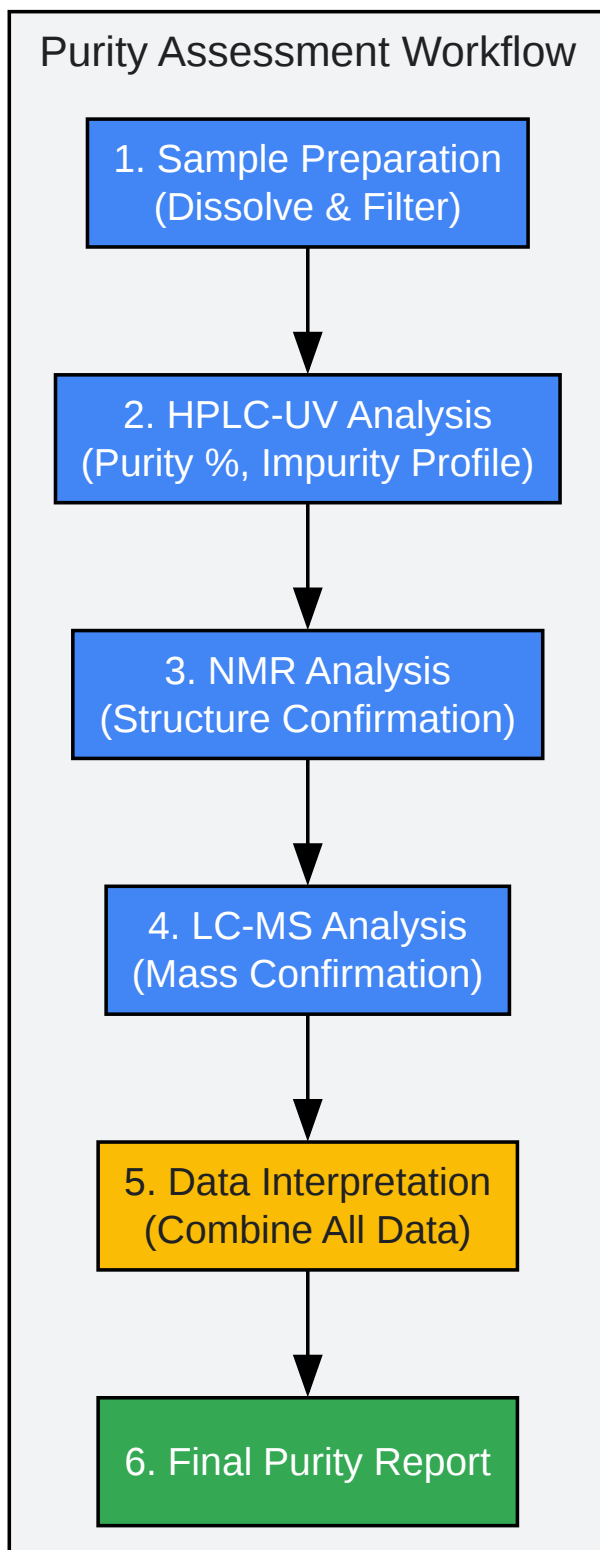 Purity Assessment Workflow
1. Sample Preparation
(Dissolve & Filter)
2. HPLC-UV Analysis
(Purity %, Impurity Profile)
3. NMR Analysis
(Structure Confirmation)
4. LC-MS Analysis
(Mass Confirmation)
5. Data Interpretation
(Combine All Data)
6. Final Purity Report